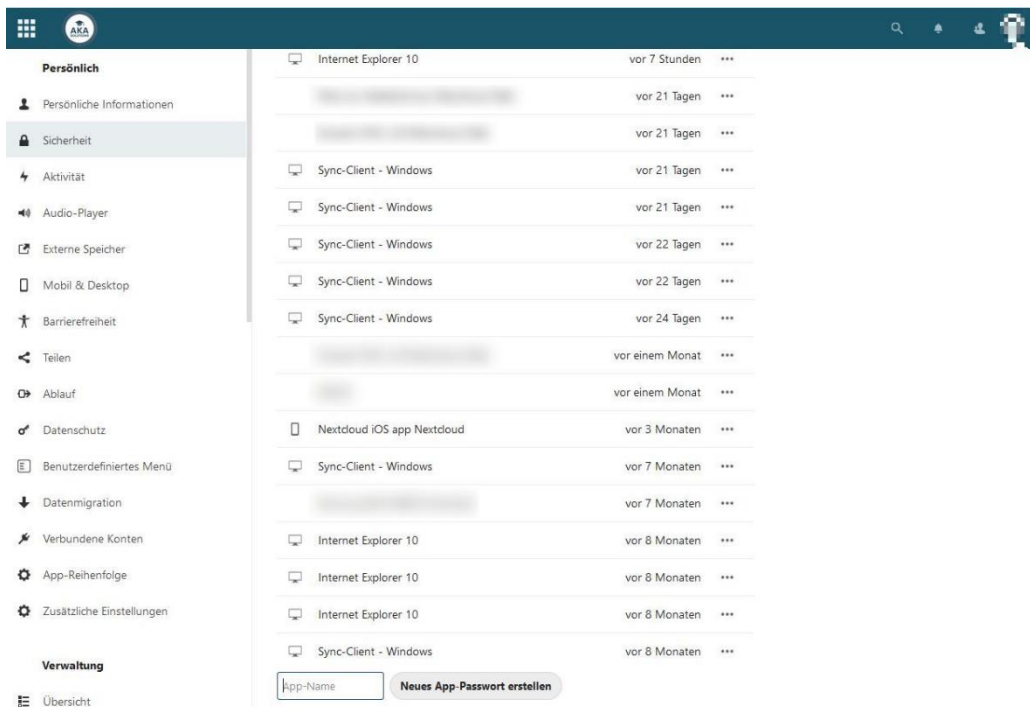 AKA
Persönlich
Persönliche Informationen
Sicherheit
Aktivität
Audio-Player
Externe Speicher
Mobil & Desktop
Barrierefreiheit
Teilen
Ablauf
Datenschutz
Benutzerdefiniertes Menü
Datenmigration
Verbundene Konten
App-Reihenfolge
Zusätzliche Einstellungen
Verwaltung
Übersicht
Internet Explorer 10 vor 7 Stunden
vor 21 Tagen
vor 21 Tagen
Sync-Client - Windows vor 21 Tagen
Sync-Client - Windows vor 21 Tagen
Sync-Client - Windows vor 22 Tagen
Sync-Client - Windows vor 22 Tagen
Sync-Client - Windows vor 24 Tagen
vor einem Monat
vor einem Monat
Nextcloud iOS app Nextcloud vor 3 Monaten
Sync-Client - Windows vor 7 Monaten
vor 7 Monaten
Internet Explorer 10 vor 8 Monaten
Internet Explorer 10 vor 8 Monaten
Internet Explorer 10 vor 8 Monaten
Sync-Client - Windows vor 8 Monaten
App-Name Neues App-Passwort erstellen